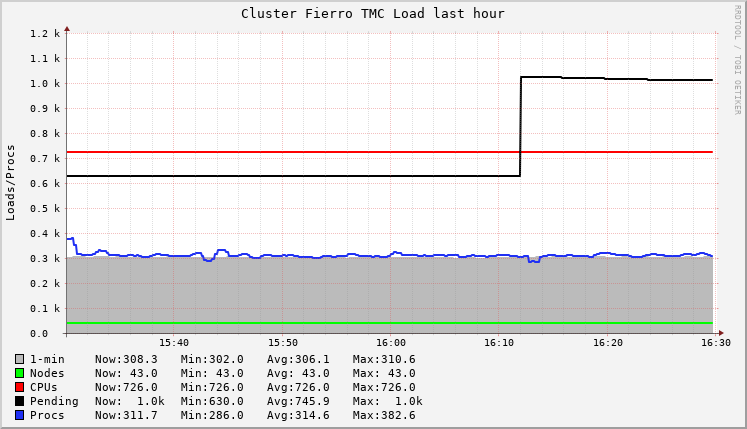 Cluster Fierro TMC Load last hour
RRDTOOL / TOBI OETIKER
Loads/Procs
1.2 k
1.1 k
1.0 k
0.9 k
0.8 k
0.7 k
0.6 k
0.5 k
0.4 k
0.3 k
0.2 k
0.1 k
0.0
15:40 15:50 16:00 16:10 16:20 16:30
1-min Now:308.3 Min:302.0 Avg:306.1 Max:310.6
Nodes Now: 43.0 Min: 43.0 Avg: 43.0 Max: 43.0
CPUs Now:726.0 Min:726.0 Avg:726.0 Max:726.0
Pending Now: 1.0k Min:630.0 Avg:745.9 Max: 1.0k
Procs Now:311.7 Min:286.0 Avg:314.6 Max:382.6